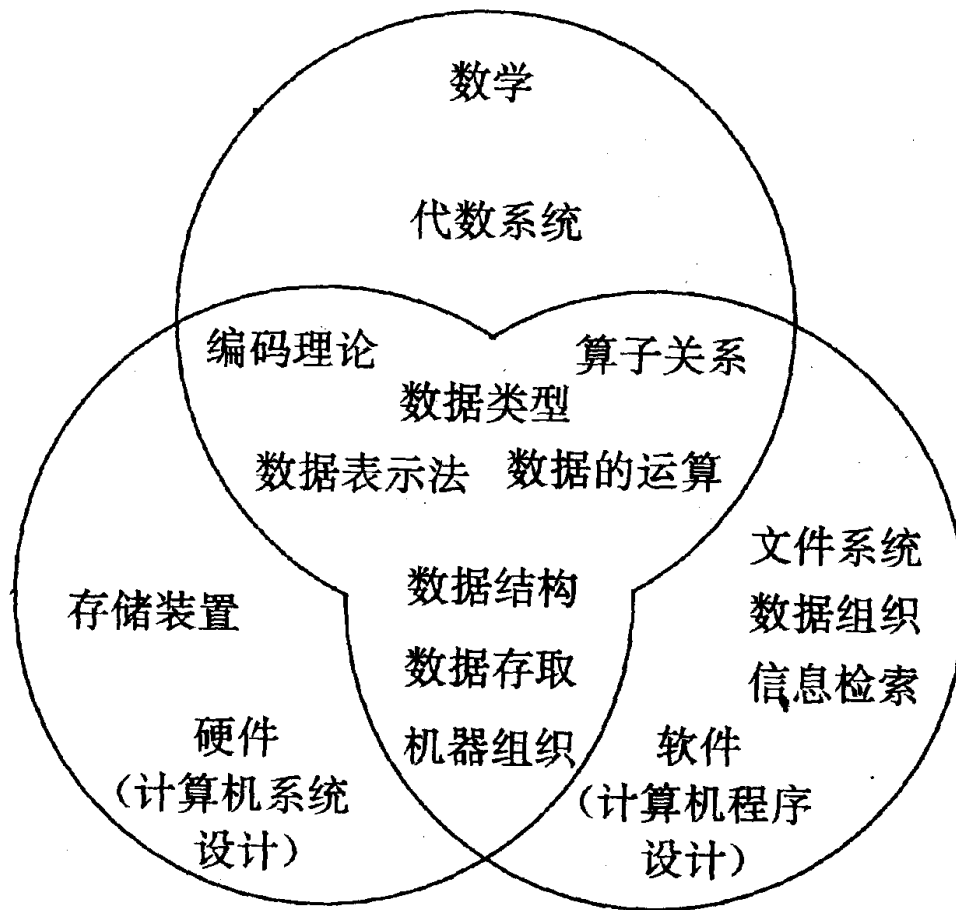 数学
代数系统
编码理论
算子关系
数据类型
数据表示法 数据的运算
文件系统
数据结构
存储装置
数据组织
数据存取
信息检索
硬件
机器组织
软件
（计算机系统
设计）
（计算机程序
设计）